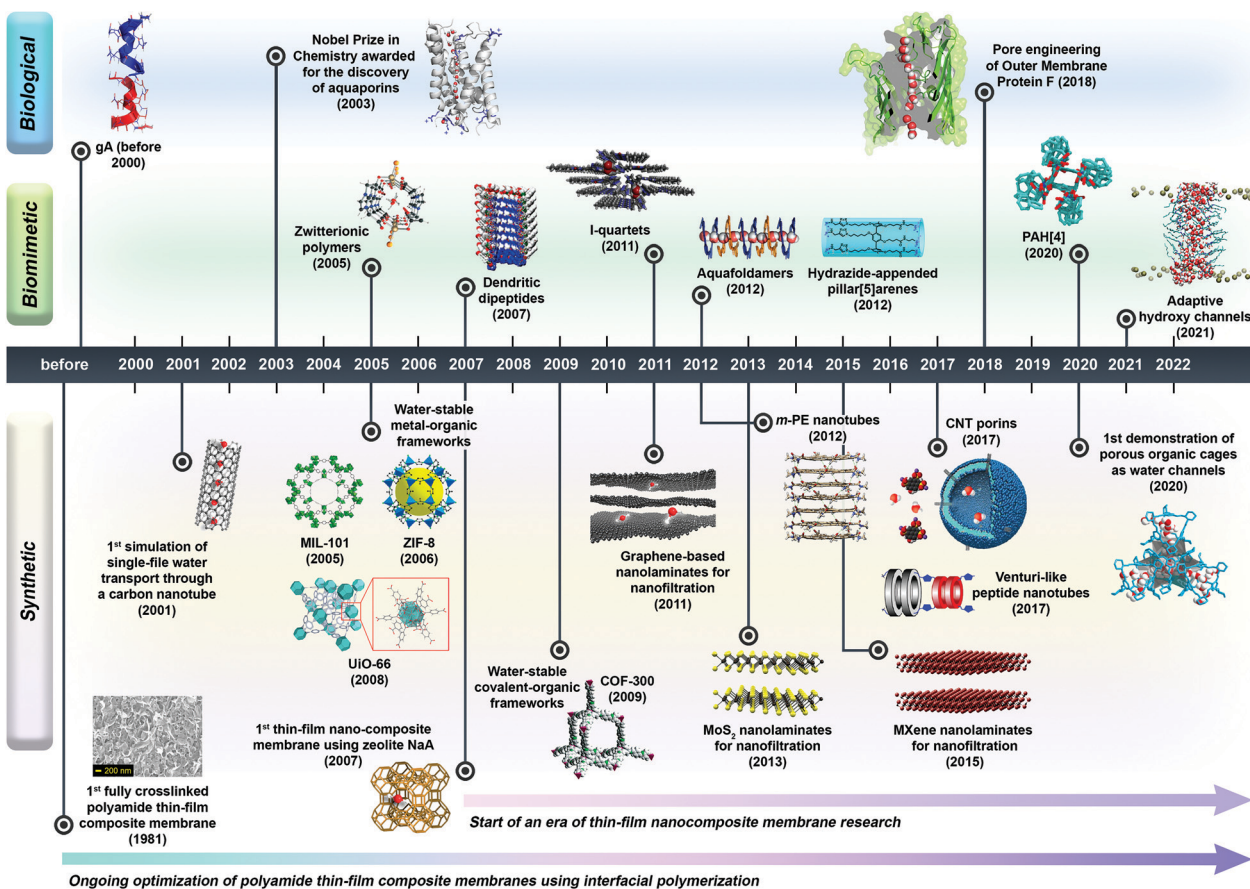 Biological
gA (before
2000)
Nobel Prize in
Chemistry awarded
for the discovery
of aquaporins
(2003)
Pore engineering
of Outer Membrane
Protein F (2018)
Biomimetic
Zwitterionic
polymers
(2005)
Dendritic
dipeptides
(2007)
I-quartets
(2011)
Aquafoldamers
(2012)
Hydrazide-appended
pillar[5]arenes
(2012)
PAH[4]
(2020)
Adaptive
hydroxy channels
(2021)
before 2000 2001 2002 2003 2004 2005 2006 2007 2008 2009 2010 2011 2012 2013 2014 2015 2016 2017 2018 2019 2020 2021 2022
Synthetic
1st simulation of
single-file water
transport through
a carbon nanotube
(2001)
Water-stable
metal-organic
frameworks
MIL-101
(2005)
ZIF-8
(2006)
UiO-66
(2008)
Graphene-based
nanolaminates for
nanofiltration
(2011)
m-PE nanotubes
(2012)
CNT porins
(2017)
Venturi-like
peptide nanotubes
(2017)
1st demonstration of
porous organic cages
as water channels
(2020)
200 nm
1st fully crosslinked
polyamide thin-film
composite membrane
(1981)
1st thin-film nano-composite
membrane using zeolite NaA
(2007)
Water-stable
covalent-organic
frameworks
COF-300
(2009)
MoS2 nanolaminates
for nanofiltration
(2013)
MXene nanolaminates
for nanofiltration
(2015)
Start of an era of thin-film nanocomposite membrane research
Ongoing optimization of polyamide thin-film composite membranes using interfacial polymerization